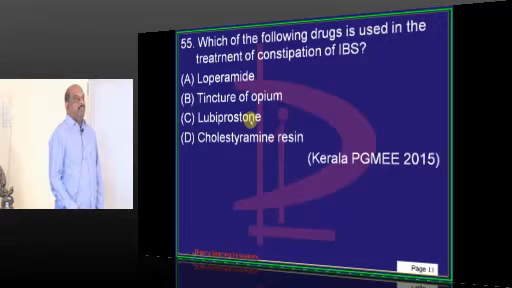 55. Which of the following drugs is used in the
treatment of constipation of IBS?
(A) Loperamide
(B) Tincture of opium
(C) Lubiprostone
(D) Cholestyramine resin
(Kerala PGMEE 2015)
Page 11